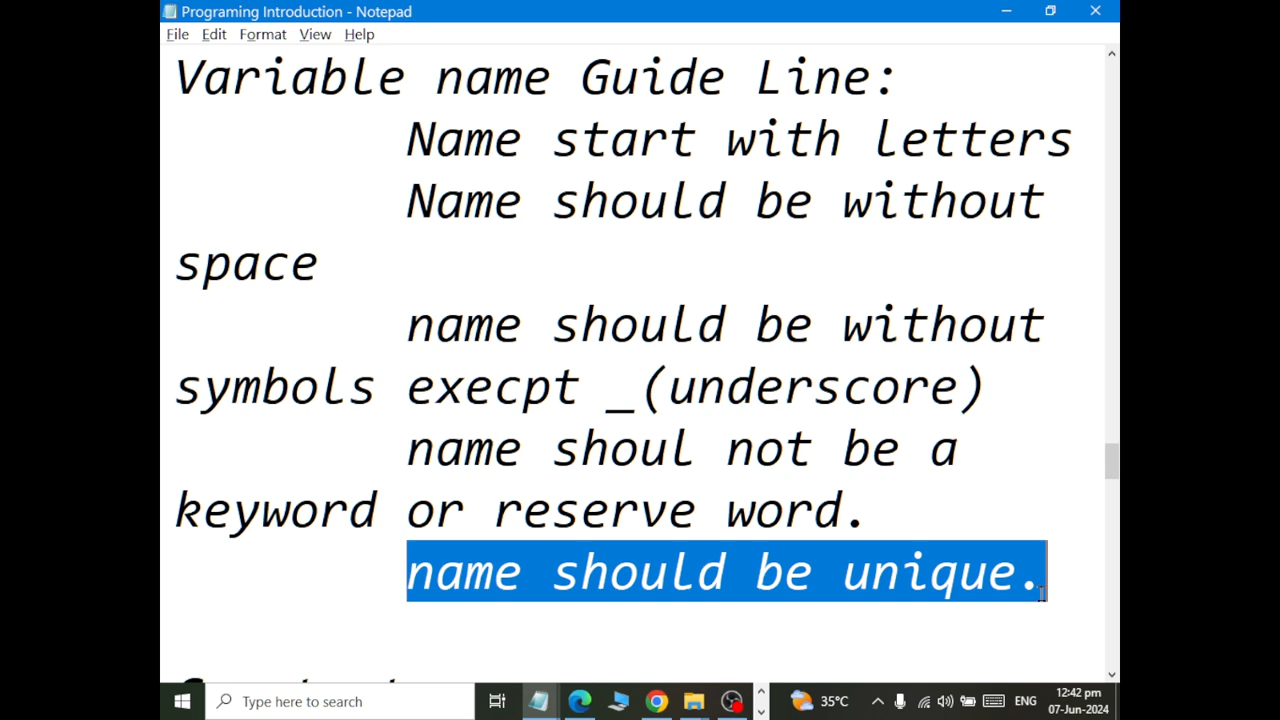 Programing Introduction - Notepad
File Edit Format View Help
Variable name Guide Line:
Name start with letters
Name should be without
space
name should be without
symbols execpt _(underscore)
name shoul not be a
keyword or reserve word.
name should be unique.
Type here to search
35°C
ENG
12:42 pm
07-Jun-2024